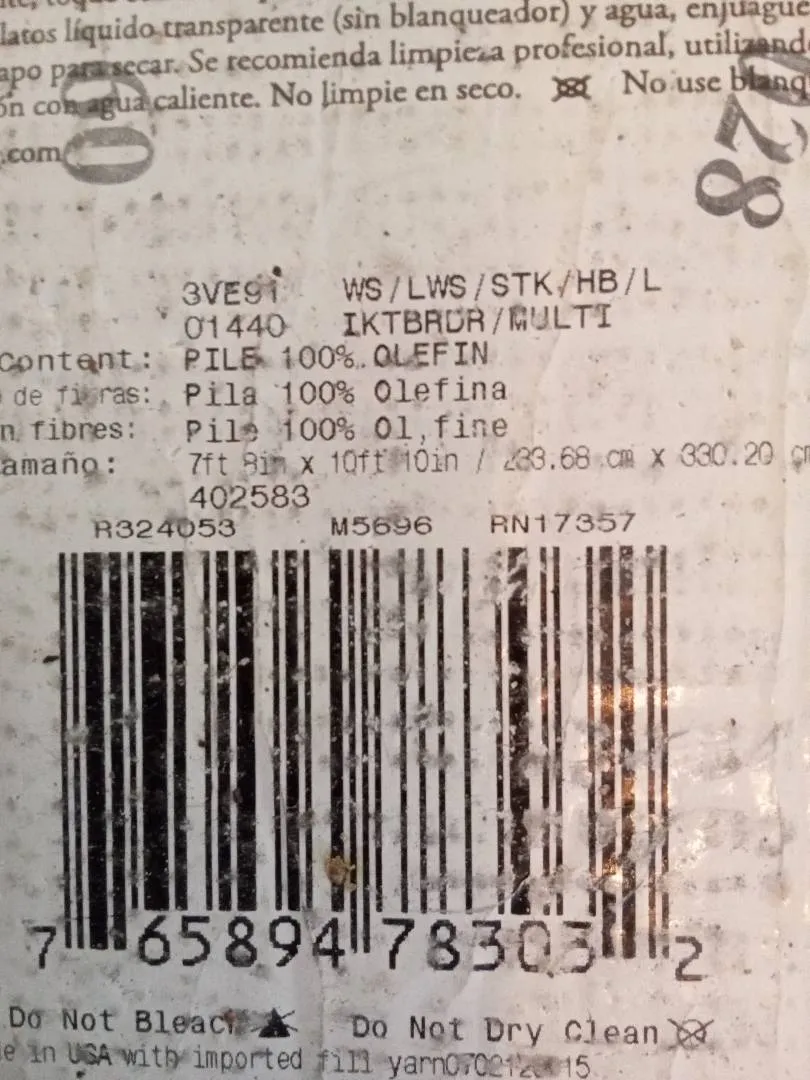 latos líquido transparente (sin blanqueador) y agua, enjuague
para secar. Se recomienda limpieza profesional, utilizando
ón con agua caliente. No limpie en seco. No use blanq
.com
00
870
3VE91 WS/LWS/STK/HB/L
01440 IKTBRDR/MULTI
Content: PILE 100% OLEFIN
de fibras: Pila 100% Olefina
n fibres: Pile 100% Ol,fine
amaño: 7ft 8in x 10ft 10in / 233.68 cm x 330.20 cm
402583
R324053 M5696 RN17357
7 65894 78303 2
Do Not Bleach Do Not Dry Clean
e in USA with imported fill yarn